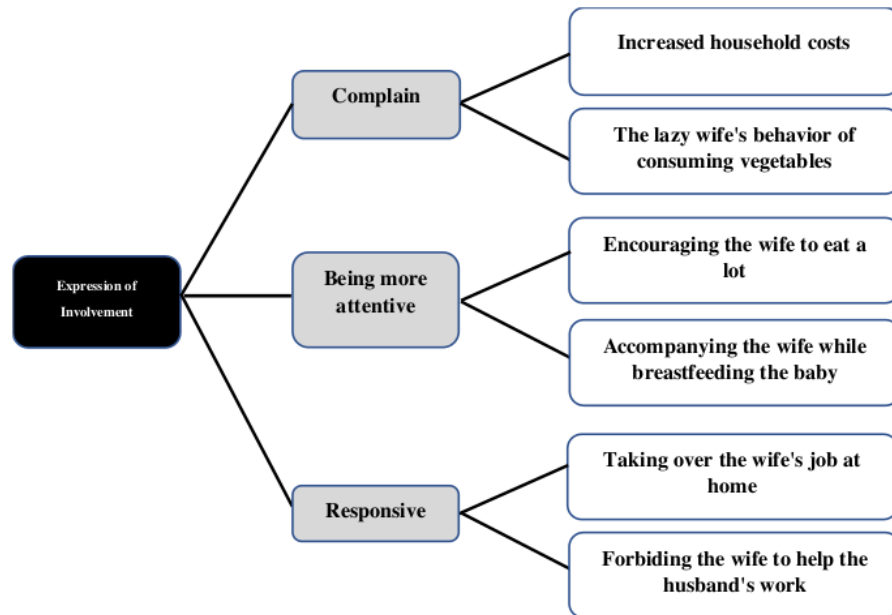 Expression of
Involvement
Complain
Increased household costs
The lazy wife's behavior of
consuming vegetables
Being more
attentive
Encouraging the wife to eat a
lot
Accompanying the wife while
breastfeeding the baby
Responsive
Taking over the wife's job at
home
Forbiding the wife to help the
husband's work